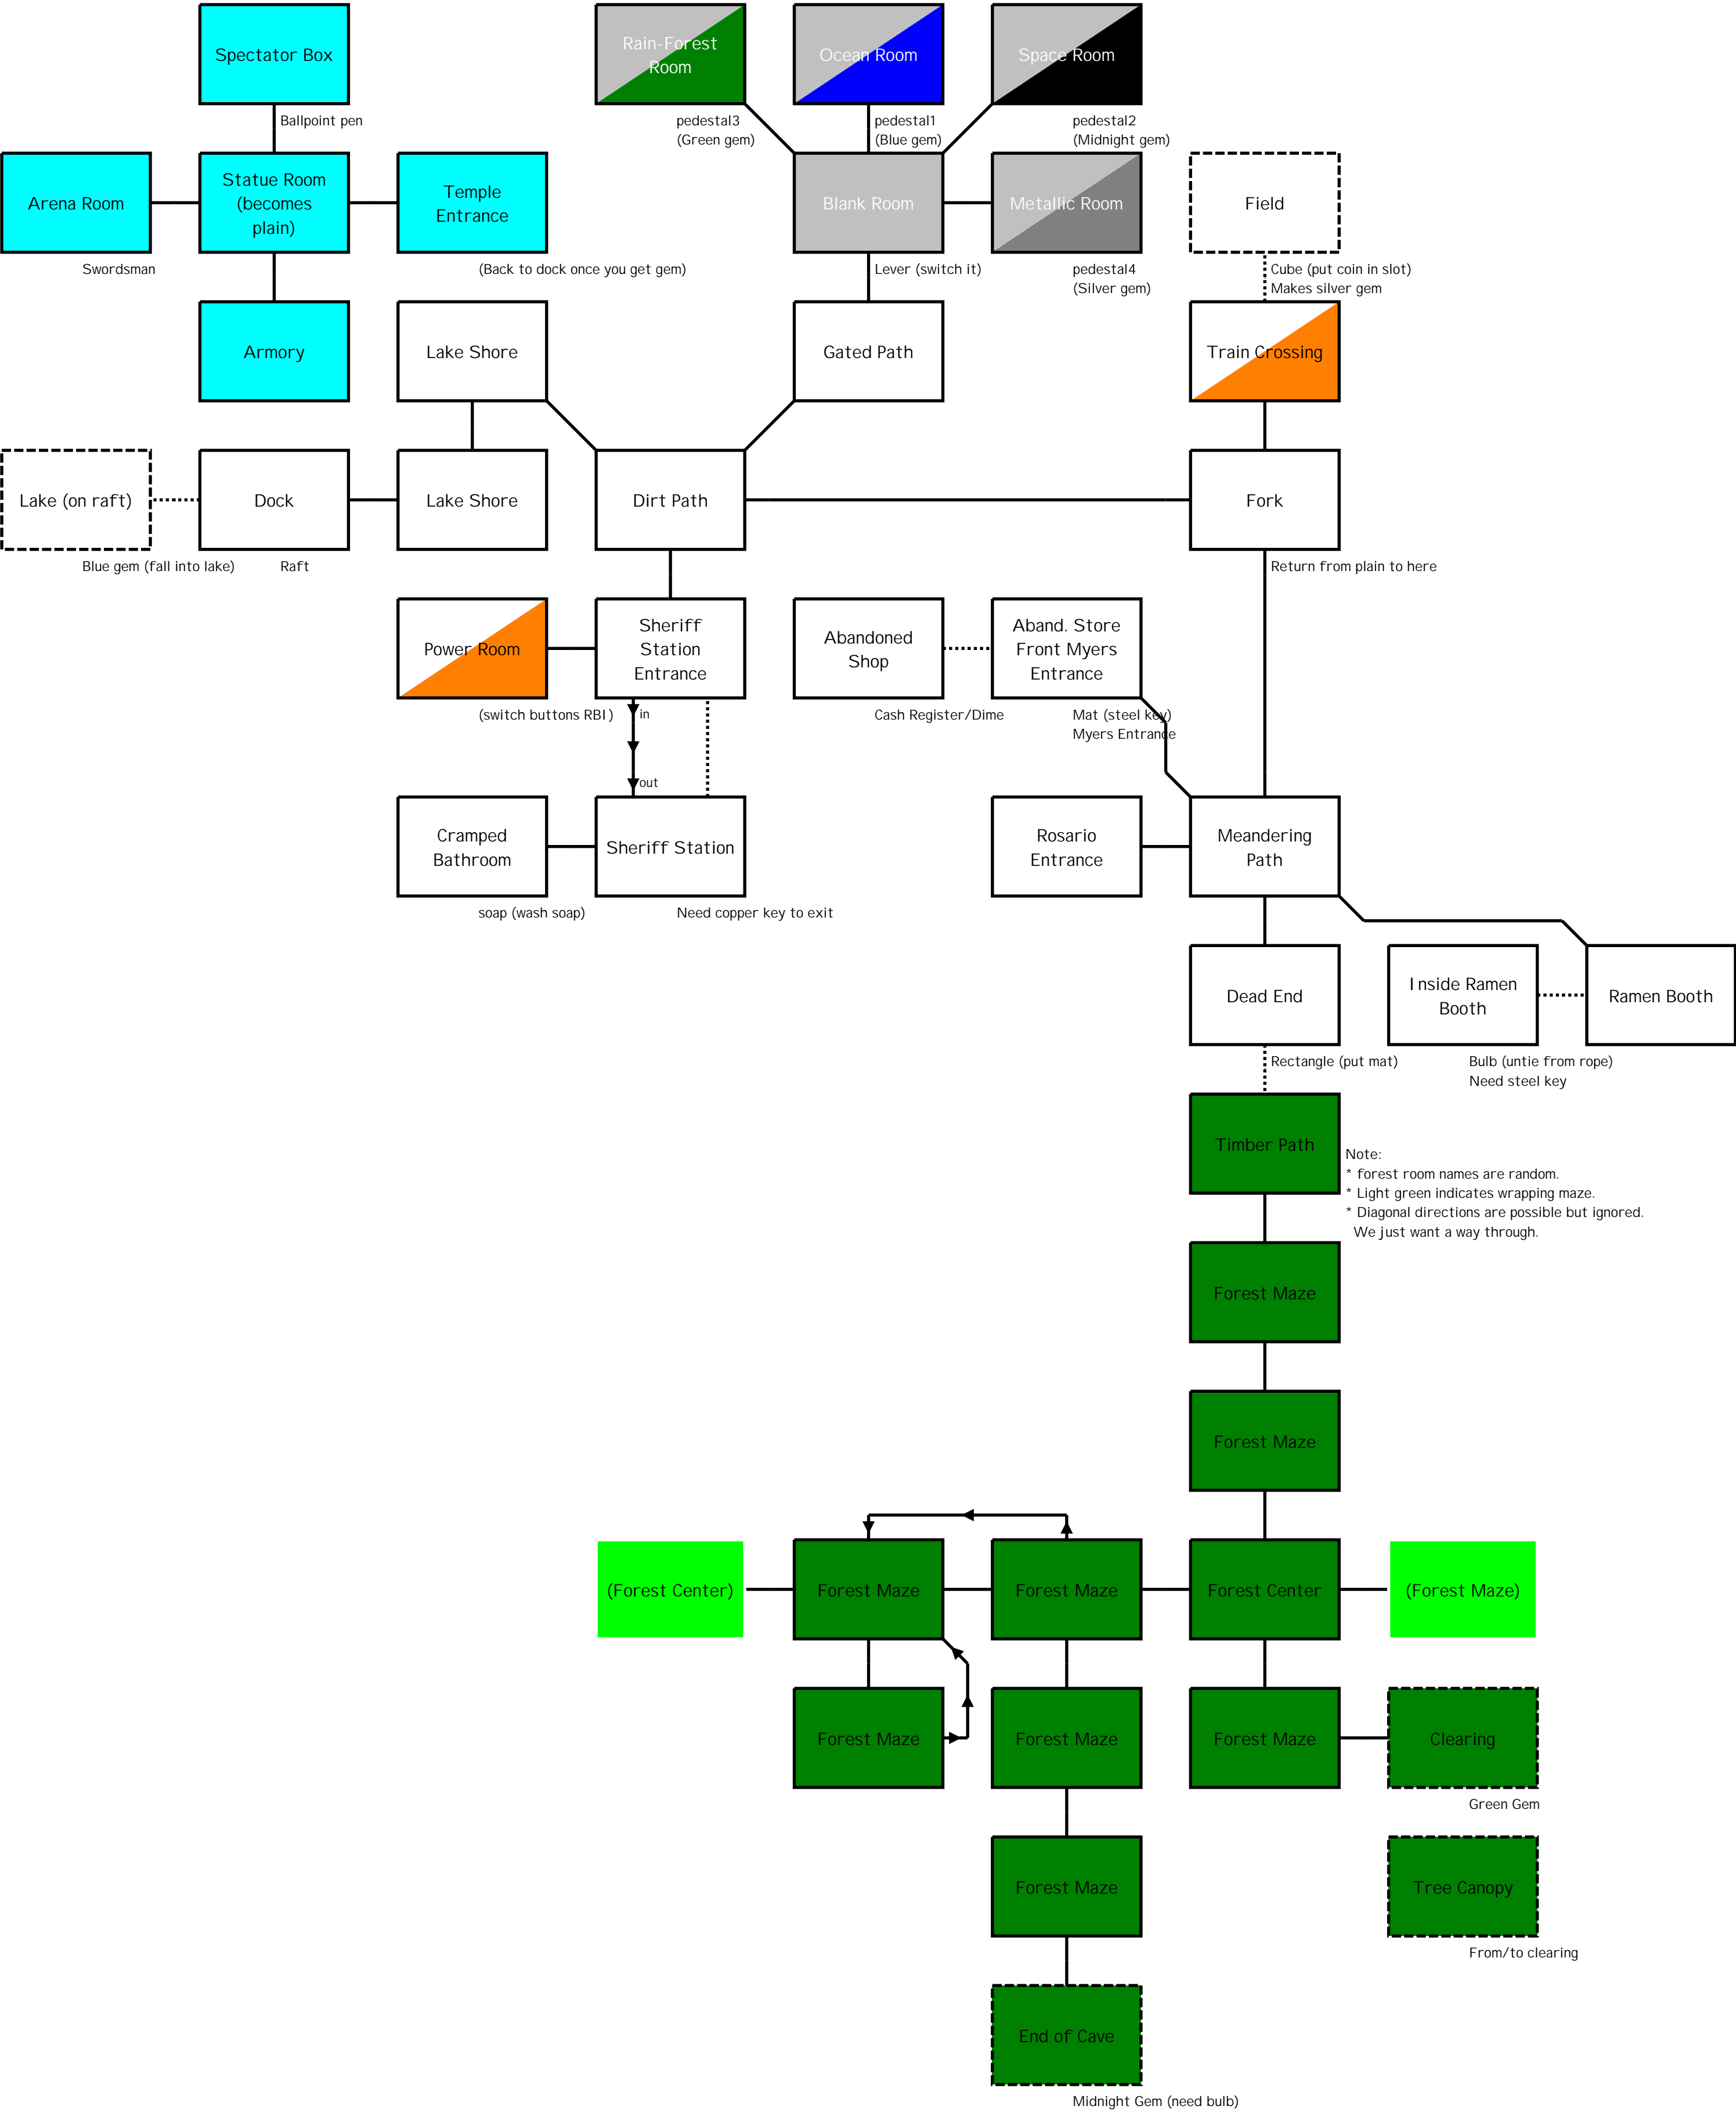 Spectator Box
Rain-Forest
Room
Ocean Room
Space Room
Ballpoint pen
pedestal3
(Green gem)
pedestal1
(Blue gem)
pedestal2
(Midnight gem)
Arena Room
Statue Room
(becomes
plain)
Temple
Entrance
Blank Room
Metallic Room
Field
Swordsman
(Back to dock once you get gem)
Lever (switch it)
pedestal4
(Silver gem)
Cube (put coin in slot)
Makes silver gem
Armory
Lake Shore
Gated Path
Train Crossing
Lake (on raft)
Dock
Lake Shore
Dirt Path
Fork
Blue gem (fall into lake)
Raft
Return from plain to here
Power Room
Sheriff
Station
Entrance
Abandoned
Shop
Aband. Store
Front Myers
Entrance
(switch buttons RBI)
in
Cash Register/Dime
Mat (steel key)
Myers Entrance
out
Cramped
Bathroom
Sheriff Station
Rosario
Entrance
Meandering
Path
soap (wash soap)
Need copper key to exit
Dead End
Inside Ramen
Booth
Ramen Booth
Rectangle (put mat)
Bulb (untie from rope)
Need steel key
Timber Path
Note:
* forest room names are random.
* Light green indicates wrapping maze.
* Diagonal directions are possible but ignored.
We just want a way through.
Forest Maze
Forest Maze
(Forest Center)
Forest Maze
Forest Maze
Forest Center
(Forest Maze)
Forest Maze
Forest Maze
Forest Maze
Clearing
Green Gem
Forest Maze
Tree Canopy
From/to clearing
End of Cave
Midnight Gem (need bulb)